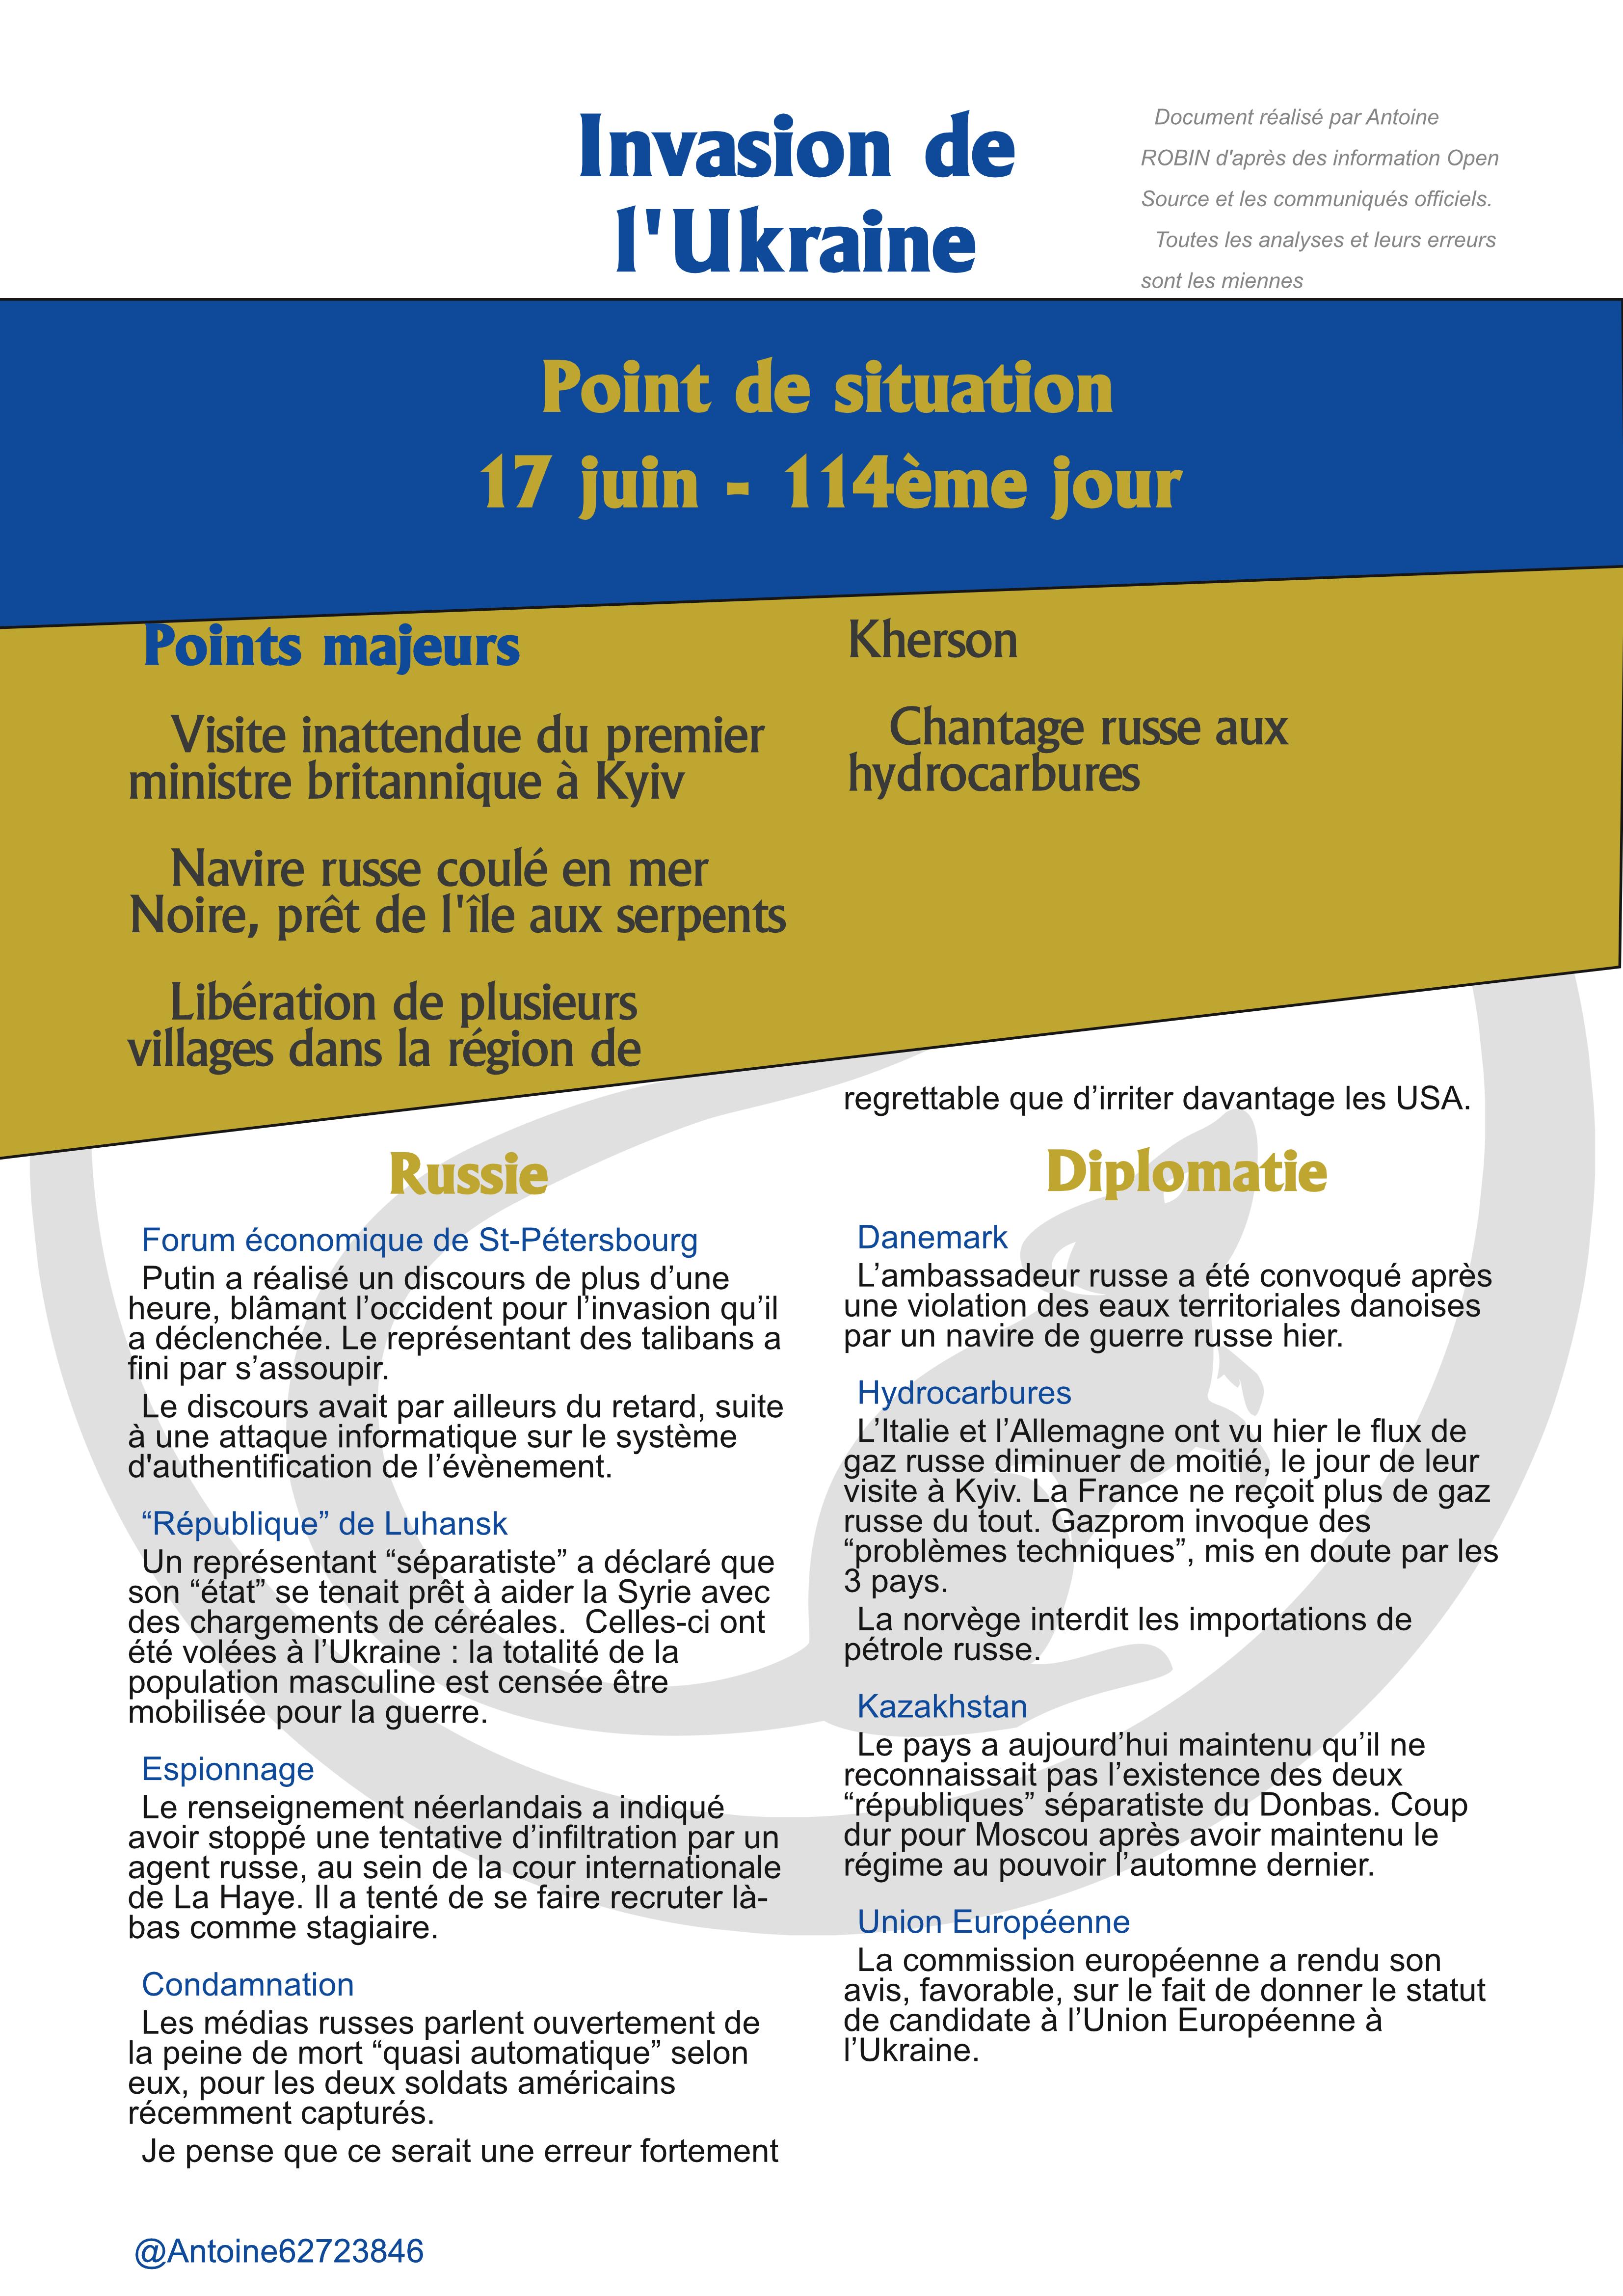 Invasion de
l'Ukraine
Document réalisé par Antoine
ROBIN d'après des information Open
Source et les communiqués officiels.
Toutes les analyses et leurs erreurs
sont les miennes
Point de situation
17 juin - 114ème jour
Points majeurs
Visite inattendue du premier
ministre britannique à Kyiv
Navire russe coulé en mer
Noire, prêt de l'île aux serpents
Libération de plusieurs
villages dans la région de
Kherson
Chantage russe aux
hydrocarbures
Russie
Forum économique de St-Pétersbourg
Putin a réalisé un discours de plus d’une
heure, blâmant l’occident pour l’invasion qu’il
a déclenchée. Le représentant des talibans a
fini par s’assoupir.
Le discours avait par ailleurs du retard, suite
à une attaque informatique sur le système
d'authentification de l’évènement.
“République” de Luhansk
Un représentant “séparatiste” a déclaré que
son “état” se tenait prêt à aider la Syrie avec
des chargements de céréales.  Celles-ci ont
été volées à l’Ukraine : la totalité de la
population masculine est censée être
mobilisée pour la guerre.
Espionnage
Le renseignement néerlandais a indiqué
avoir stoppé une tentative d’infiltration par un
agent russe, au sein de la cour internationale
de La Haye. Il a tenté de se faire recruter là-
bas comme stagiaire.
Condamnation
Les médias russes parlent ouvertement de
la peine de mort “quasi automatique” selon
eux, pour les deux soldats américains
récemment capturés.
Je pense que ce serait une erreur fortement
regrettable que d’irriter davantage les USA.
Diplomatie
Danemark
L’ambassadeur russe a été convoqué après
une violation des eaux territoriales danoises
par un navire de guerre russe hier.
Hydrocarbures
L’Italie et l’Allemagne ont vu hier le flux de
gaz russe diminuer de moitié, le jour de leur
visite à Kyiv. La France ne reçoit plus de gaz
russe du tout. Gazprom invoque des
“problèmes techniques”, mis en doute par les
3 pays.
La norvège interdit les importations de
pétrole russe.
Kazakhstan
Le pays a aujourd’hui maintenu qu’il ne
reconnaissait pas l’existence des deux
“républiques” séparatiste du Donbas. Coup
dur pour Moscou après avoir maintenu le
régime au pouvoir l’automne dernier.
Union Européenne
La commission européenne a rendu son
avis, favorable, sur le fait de donner le statut
de candidate à l’Union Européenne à
l’Ukraine.
@Antoine62723846